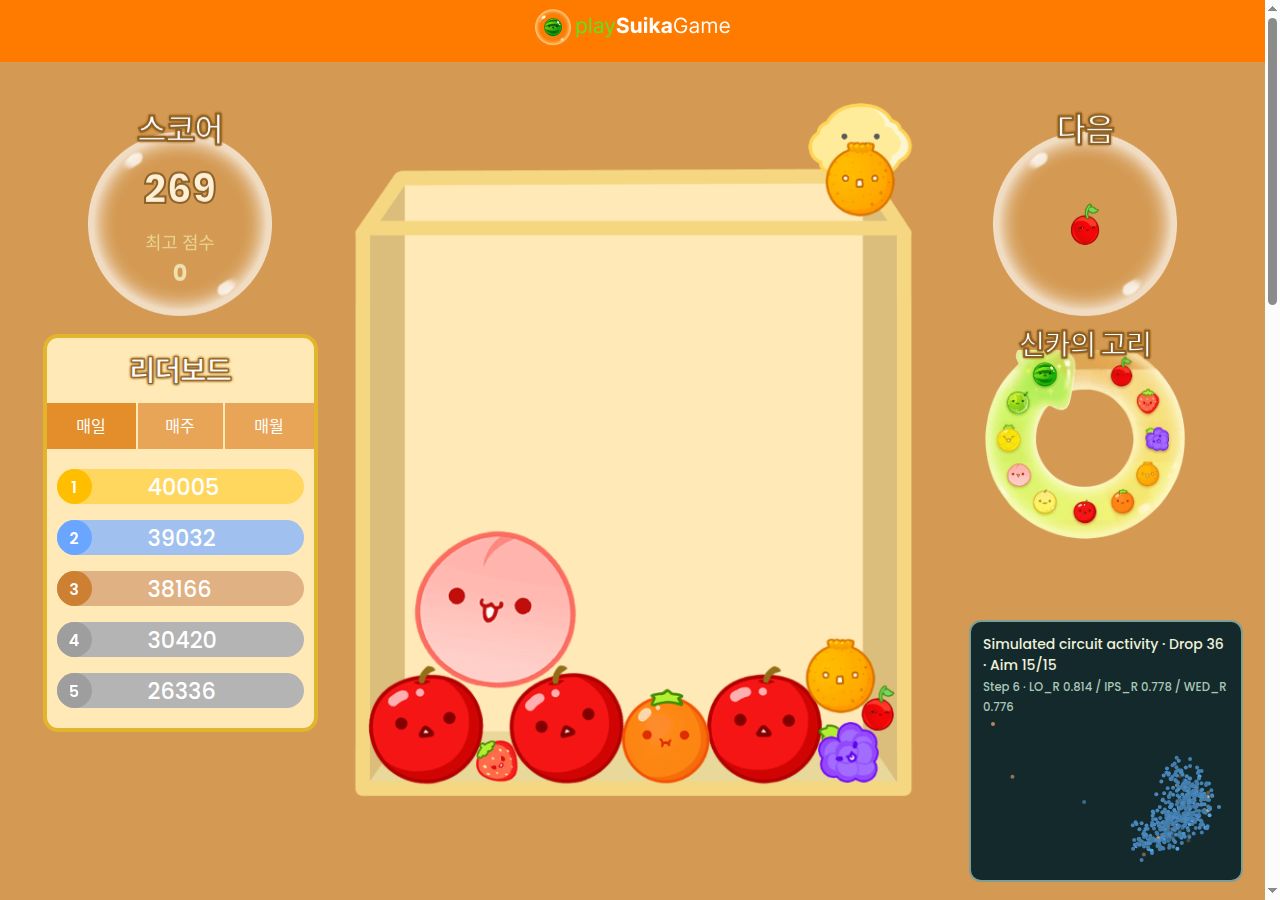 playSuikaGame
스코어
269
최고 점수
0
다음
리더보드
매일 매주 매월
1 40005
2 39032
3 38166
4 30420
5 26336
신카의 고리
Simulated circuit activity · Drop 36
· Aim 15/15
Step 6 · LO_R 0.814 / IPS_R 0.778 / WED_R
0.776